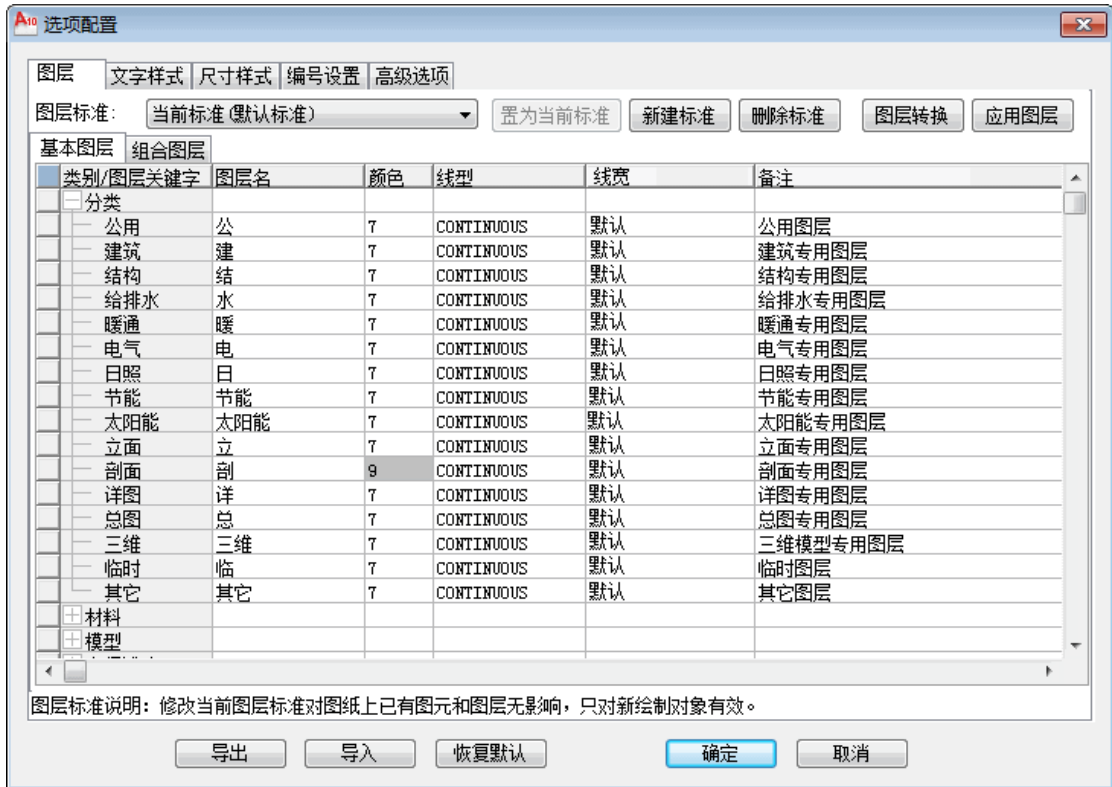 A10 选项配置
图层 文字样式 尺寸样式 编号设置 高级选项
图层标准: 当前标准(默认标准) 置为当前标准 新建标准 删除标准 图层转换 应用图层
基本图层 组合图层
类别/图层关键字 图层名 颜色 线型 线宽 备注
分类
公用 公 7 CONTINUOUS 默认 公用图层
建筑 建 7 CONTINUOUS 默认 建筑专用图层
结构 结 7 CONTINUOUS 默认 结构专用图层
给排水 水 7 CONTINUOUS 默认 给排水专用图层
暖通 暖 7 CONTINUOUS 默认 暖通专用图层
电气 电 7 CONTINUOUS 默认 电气专用图层
日照 日 7 CONTINUOUS 默认 日照专用图层
节能 节能 7 CONTINUOUS 默认 节能专用图层
太阳能 太阳能 7 CONTINUOUS 默认 太阳能专用图层
立面 立 7 CONTINUOUS 默认 立面专用图层
剖面 剖 9 CONTINUOUS 默认 剖面专用图层
详图 详 7 CONTINUOUS 默认 详图专用图层
总图 总 7 CONTINUOUS 默认 总图专用图层
三维 三维 7 CONTINUOUS 默认 三维模型专用图层
临时 临 7 CONTINUOUS 默认 临时图层
其它 其它 7 CONTINUOUS 默认 其它图层
材料
模型
图层标准说明：修改当前图层标准对图纸上已有图元和图层无影响，只对新绘制对象有效。
导出 导入 恢复默认 确定 取消